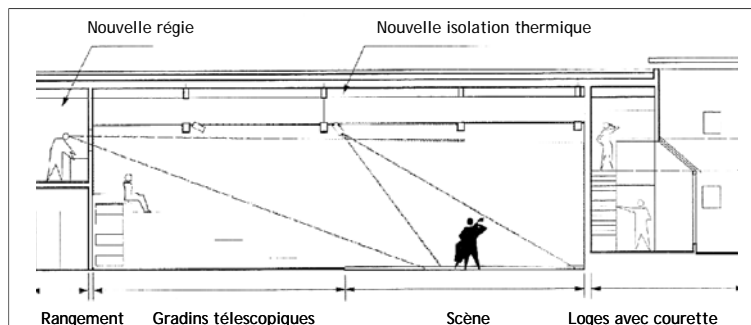 Nouvelle régie
Nouvelle isolation thermique
Rangement
Gradins télescopiques
Scène
Loges avec courette